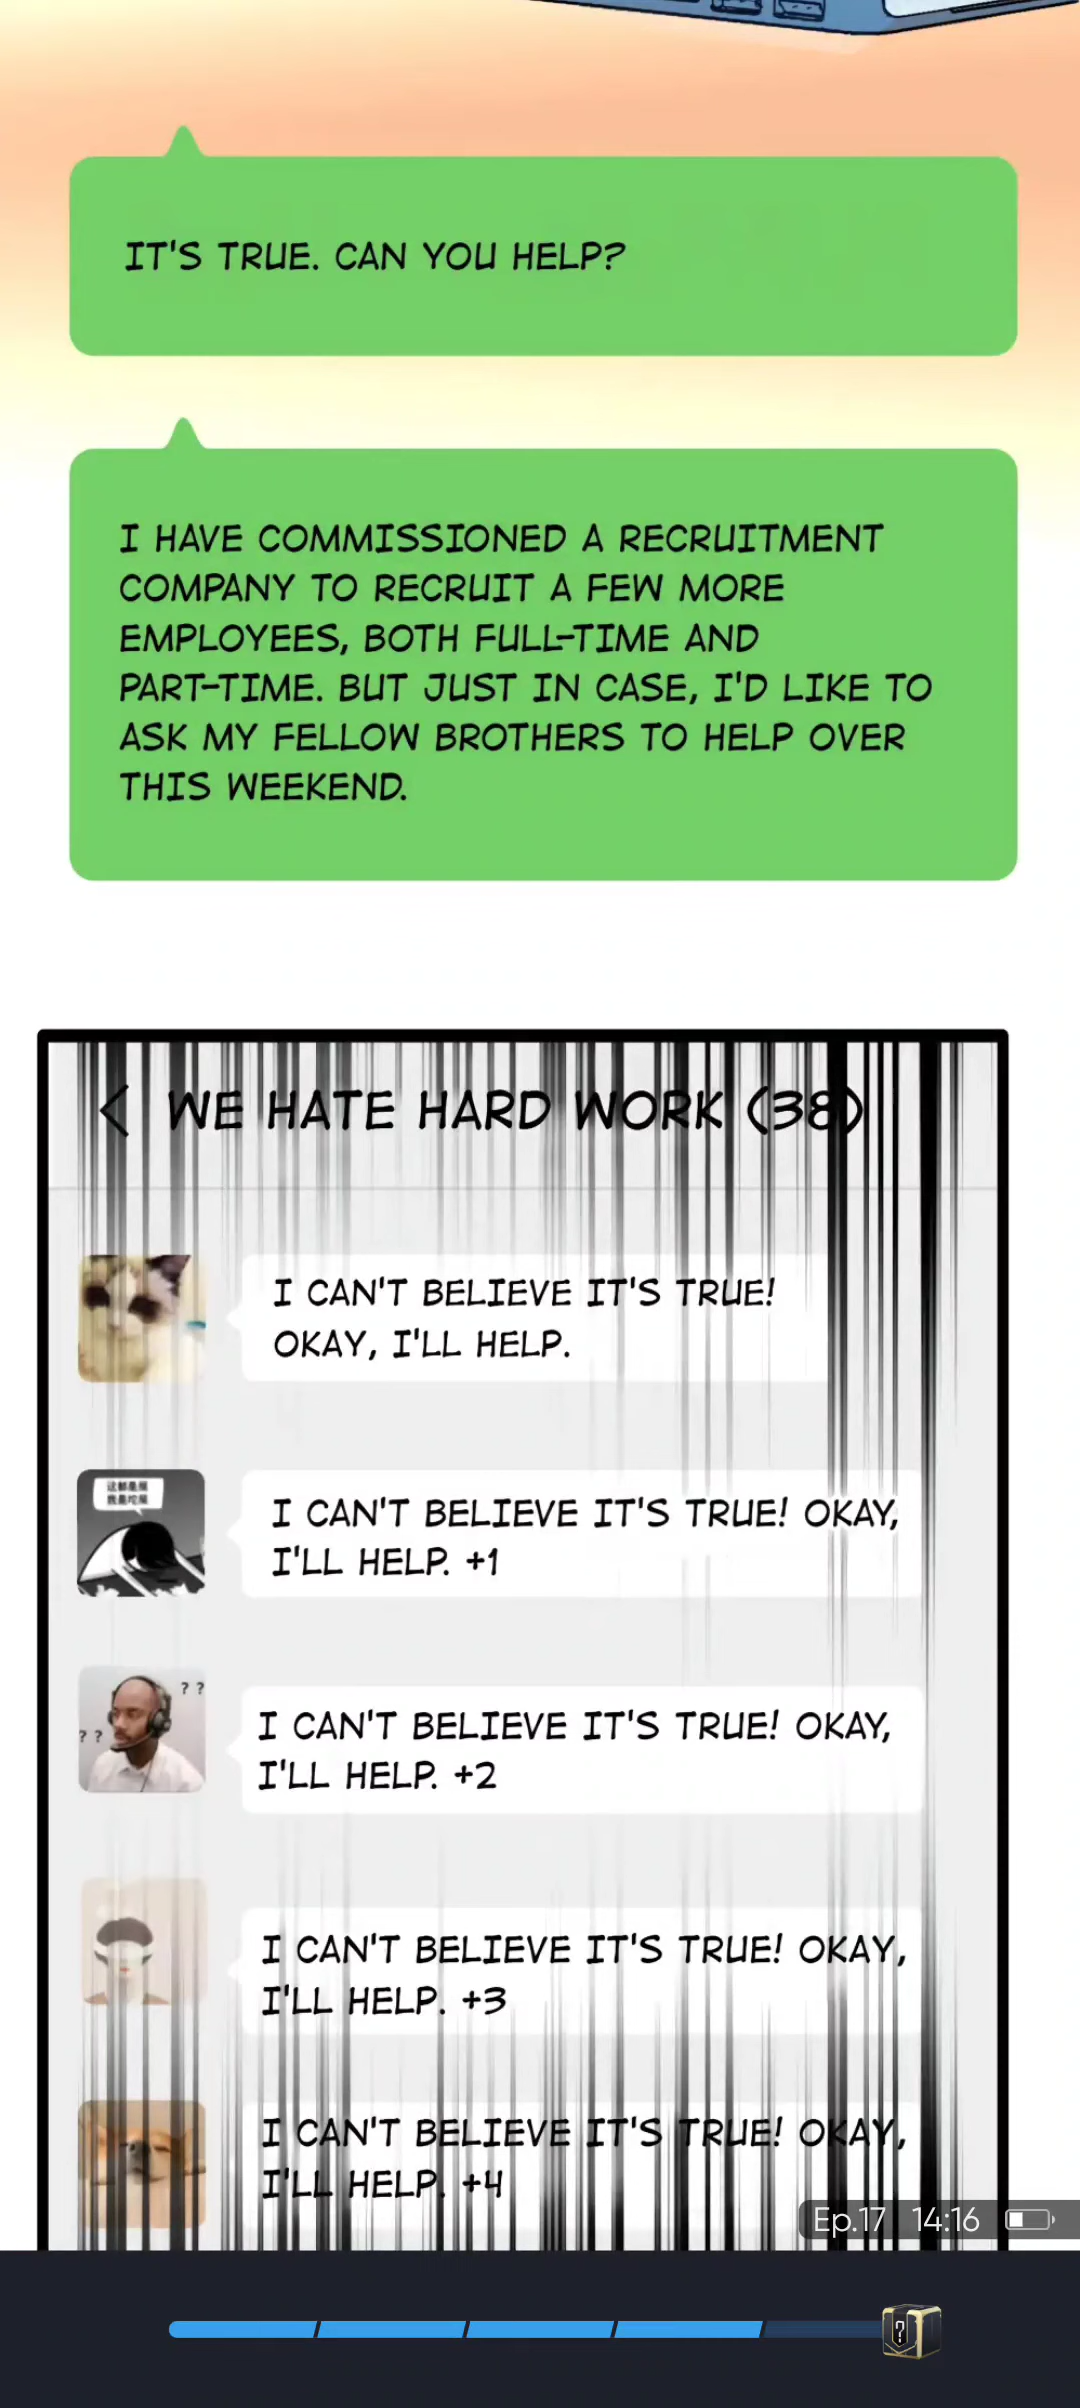 IT'S TRUE. CAN YOU HELP?
I HAVE COMMISSIONED A RECRUITMENT
COMPANY TO RECRUIT A FEW MORE
EMPLOYEES, BOTH FULL-TIME AND
PART-TIME. BUT JUST IN CASE, I'D LIKE TO
ASK MY FELLOW BROTHERS TO HELP OVER
THIS WEEKEND.
< WE HATE HARD WORK (38)
I CAN'T BELIEVE IT'S TRUE!
OKAY, I'LL HELP.
I CAN'T BELIEVE IT'S TRUE! OKAY,
I'LL HELP. +1
? ?
? ?
I CAN'T BELIEVE IT'S TRUE! OKAY,
I'LL HELP. +2
I CAN'T BELIEVE IT'S TRUE! OKAY,
I'LL HELP. +3
I CAN'T BELIEVE IT'S TRUE! OKAY,
I'LL HELP. +4
Ep.17 14:16
?